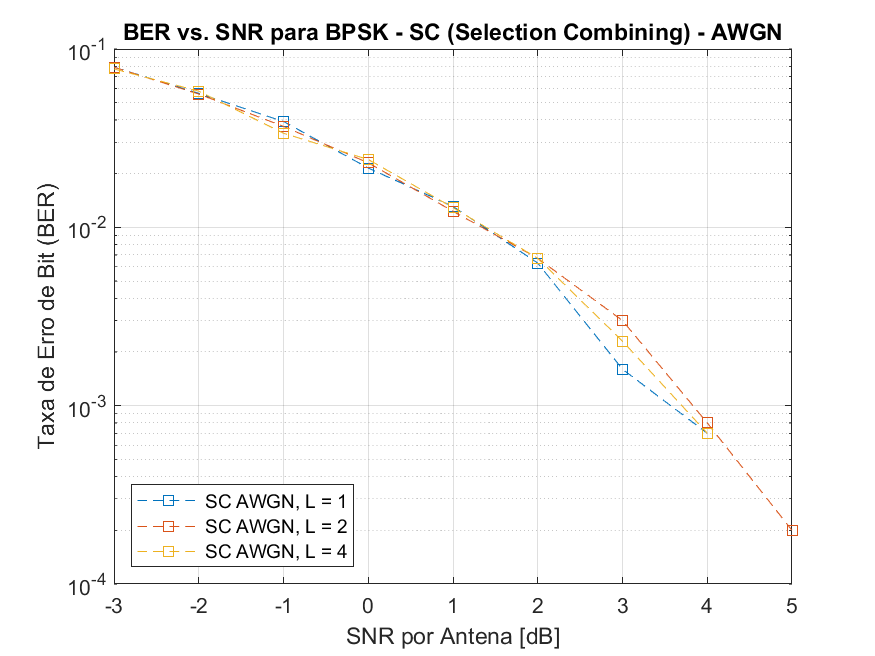 BER vs. SNR para BPSK - SC (Selection Combining) - AWGN
10^-1
10^-2
10^-3
10^-4
Taxa de Erro de Bit (BER)
SC AWGN, L = 1
SC AWGN, L = 2
SC AWGN, L = 4
-3 -2 -1 0 1 2 3 4 5
SNR por Antena [dB]